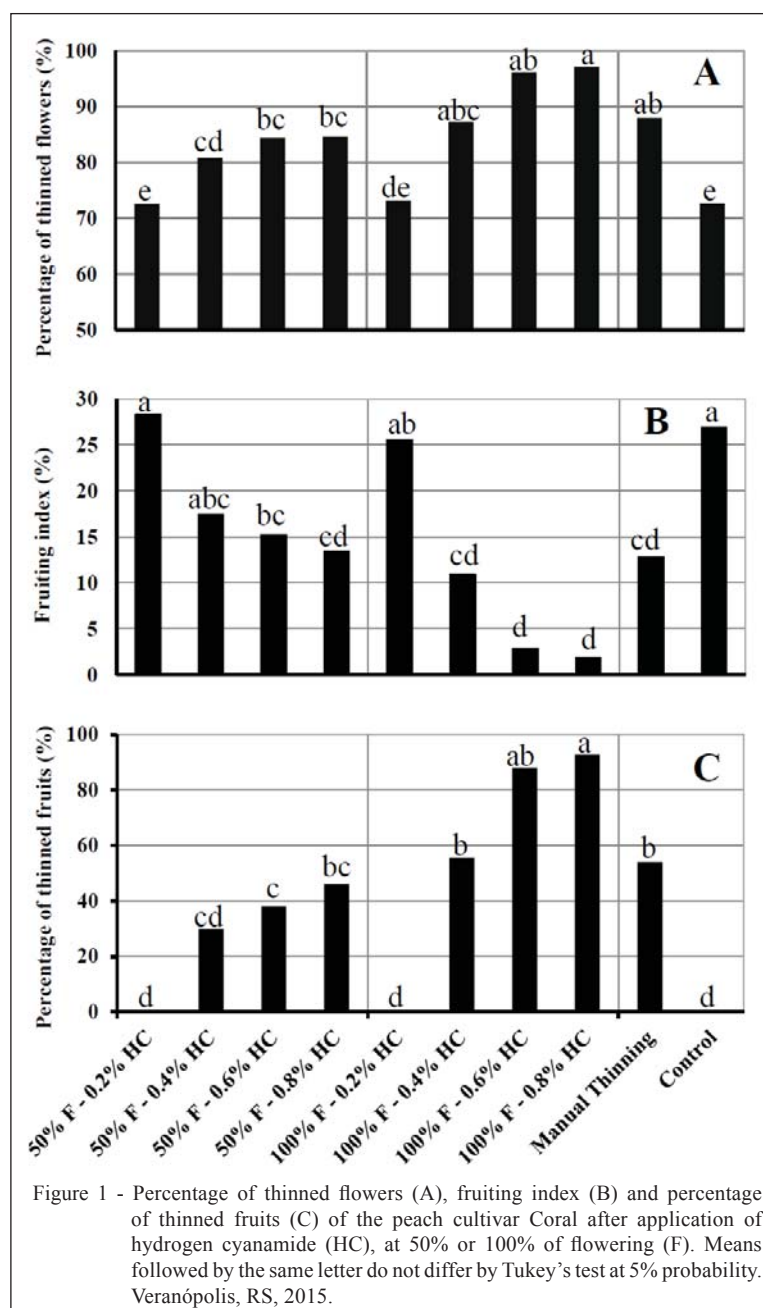 Percentage of thinned flowers (%)
100
90
80
70
60
50
A
e
cd
bc
bc
de
abc
ab
a
ab
e
Fruiting index (%)
30
25
20
15
10
5
0
B
a
abc
bc
cd
ab
cd
d
d
cd
a
Percentage of thinned fruits (%)
100
80
60
40
20
0
C
d
cd
c
bc
d
b
ab
a
b
d
50% F - 0.2% HC
50% F - 0.4% HC
50% F - 0.6% HC
50% F - 0.8% HC
100% F - 0.2% HC
100% F - 0.4% HC
100% F - 0.6% HC
100% F - 0.8% HC
Manual Thinning
Control
Figure 1 - Percentage of thinned flowers (A), fruiting index (B) and percentage
of thinned fruits (C) of the peach cultivar Coral after application of
hydrogen cyanamide (HC), at 50% or 100% of flowering (F). Means
followed by the same letter do not differ by Tukey’s test at 5% probability.
Veranópolis, RS, 2015.